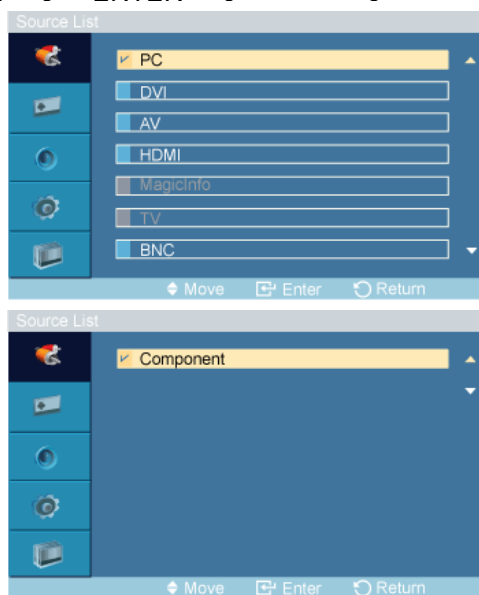 Source List
PC
DVI
AV
HDMI
MagicInfo
TV
BNC
Move Enter Return
Source List
Component
Move Enter Return